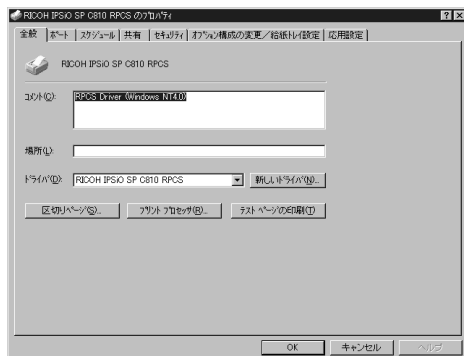 RICOH IPSiO SP C810 RPCS のﾌﾟﾛﾊﾟﾃｨ
全般 ﾎﾟｰﾄ ｽｹｼﾞｭｰﾙ 共有 ｾｷｭﾘﾃｨ ｵﾌﾟｼｮﾝ構成の変更／給紙ﾄﾚｲ設定 応用設定
RICOH IPSiO SP C810 RPCS
ｺﾒﾝﾄ(C):
RPCS Driver (Windows NT4.0)
場所(L):
ﾄﾞﾗｲﾊﾞ(D): RICOH IPSiO SP C810 RPCS 新しいﾄﾞﾗｲﾊﾞ(N)...
区切りﾍﾟｰｼﾞ(S)... ﾌﾟﾘﾝﾄ ﾌﾟﾛｾｯｻ(R)... ﾃｽﾄ ﾍﾟｰｼﾞの印刷(T)
OK ｷｬﾝｾﾙ ﾍﾙﾌﾟ